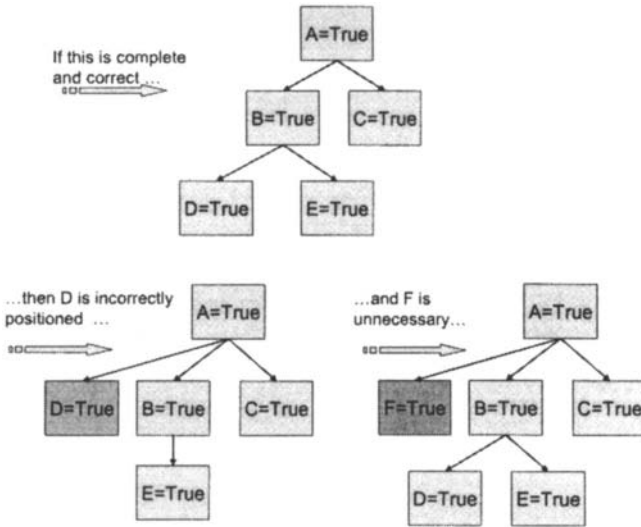 If this is complete
and correct ...
A=True
B=True
C=True
D=True
E=True
...then D is incorrectly
positioned ...
A=True
D=True
B=True
C=True
E=True
...and F is
unnecessary...
A=True
F=True
B=True
C=True
D=True
E=True